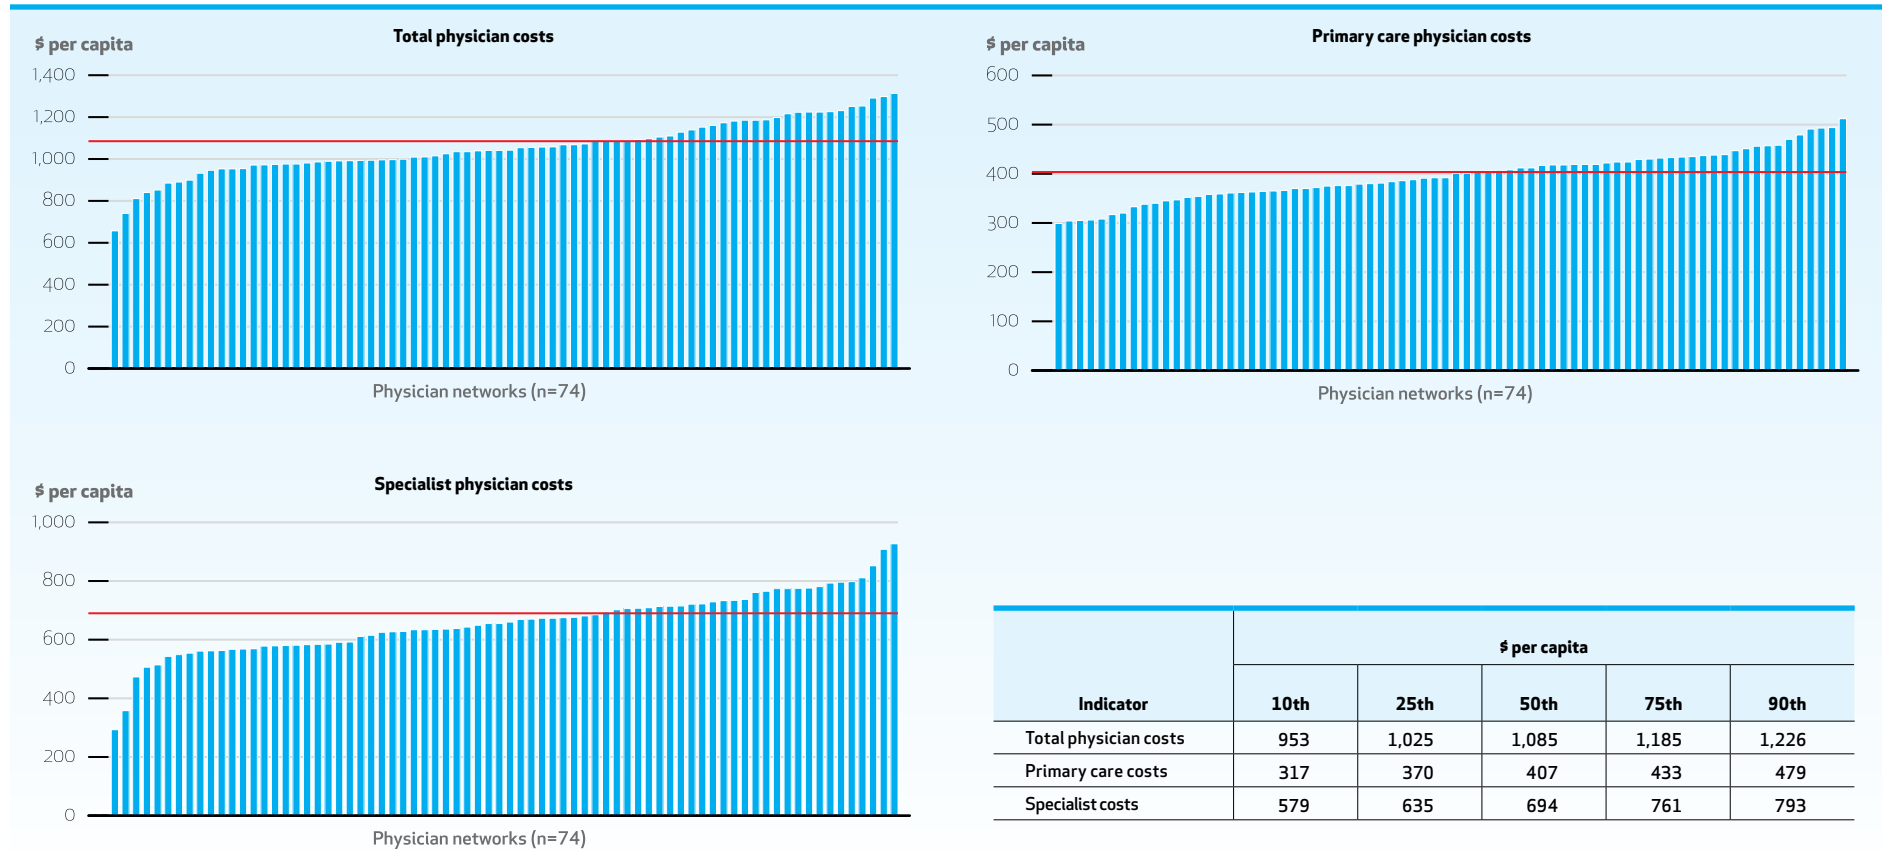 Total physician costs
$ per capita
1,400
1,200
1,000
800
600
400
200
0
Physician networks (n=74)
Primary care physician costs
$ per capita
600
500
400
300
200
100
0
Physician networks (n=74)
Specialist physician costs
$ per capita
1,000
800
600
400
200
0
Physician networks (n=74)
$ per capita
Indicator 10th 25th 50th 75th 90th
Total physician costs 953 1,025 1,085 1,185 1,226
Primary care costs 317 370 407 433 479
Specialist costs 579 635 694 761 793